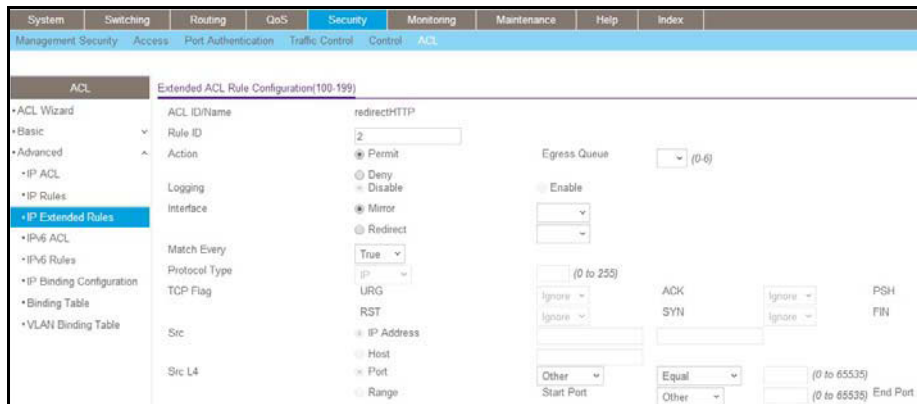 System Switching Routing QoS Security Monitoring Maintenance Help Index
Management Security Access Port Authentication Traffic Control Control ACL
ACL Extended ACL Rule Configuration(100-199)
ACL Wizard ACL ID/Name redirectHTTP
Basic Rule ID 2
Advanced Action Permit Egress Queue (0-6)
IP ACL Deny
IP Rules Logging Disable Enable
IP Extended Rules Interface Mirror
IPv6 ACL Redirect
IPv6 Rules Match Every True
IP Binding Configuration Protocol Type IP (0 to 255)
Binding Table TCP Flag URG Ignore ACK Ignore PSH
VLAN Binding Table RST Ignore SYN Ignore FIN
Src IP Address
Host
Src L4 Port Other Equal (0 to 65535)
Range Start Port Other (0 to 65535) End Port